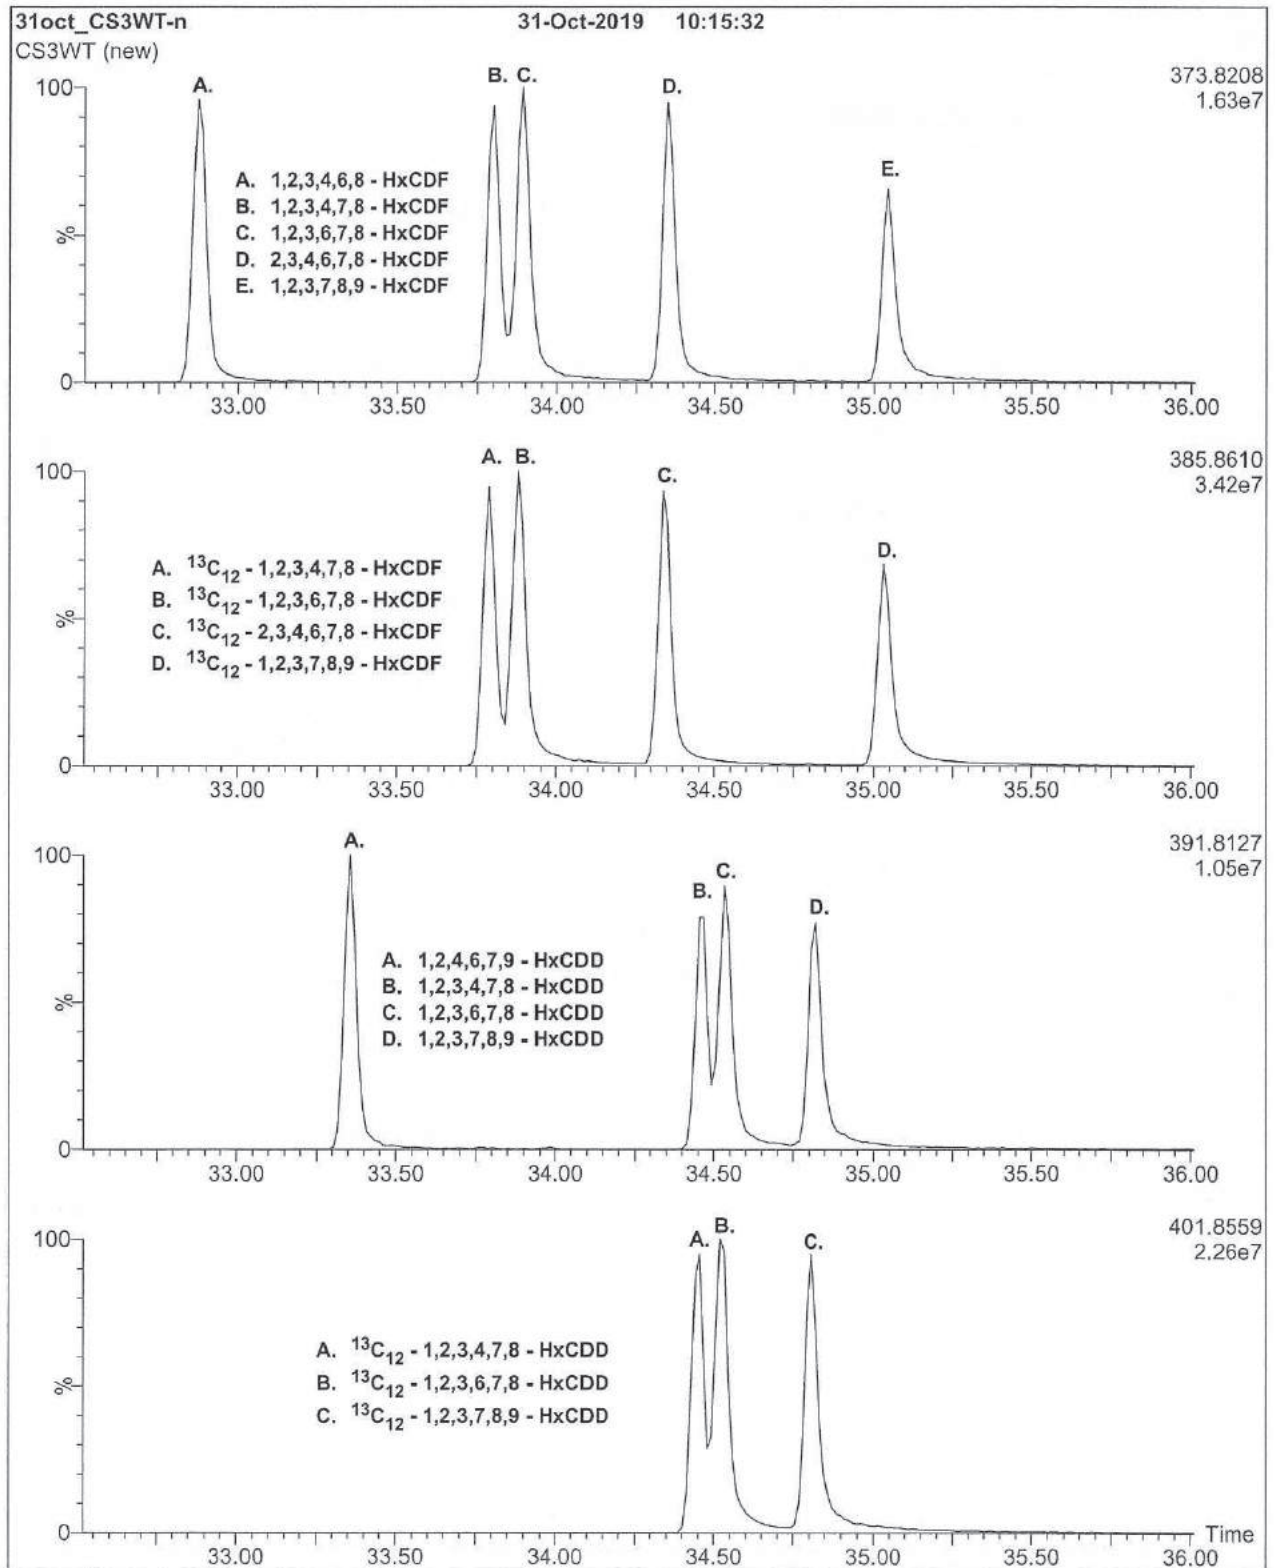 31oct_CS3WT-n 31-Oct-2019 10:15:32
CS3WT (new)
373.8208
1.63e7
100
%
0
A. B. C. D. E.
A. 1,2,3,4,6,8 - HxCDF
B. 1,2,3,4,7,8 - HxCDF
C. 1,2,3,6,7,8 - HxCDF
D. 2,3,4,6,7,8 - HxCDF
E. 1,2,3,7,8,9 - HxCDF
33.00 33.50 34.00 34.50 35.00 35.50 36.00
385.8610
3.42e7
100
%
0
A. B. C. D.
A. ¹³C₁₂ - 1,2,3,4,7,8 - HxCDF
B. ¹³C₁₂ - 1,2,3,6,7,8 - HxCDF
C. ¹³C₁₂ - 2,3,4,6,7,8 - HxCDF
D. ¹³C₁₂ - 1,2,3,7,8,9 - HxCDF
33.00 33.50 34.00 34.50 35.00 35.50 36.00
391.8127
1.05e7
100
%
0
A. B. C. D.
A. 1,2,4,6,7,9 - HxCDD
B. 1,2,3,4,7,8 - HxCDD
C. 1,2,3,6,7,8 - HxCDD
D. 1,2,3,7,8,9 - HxCDD
33.00 33.50 34.00 34.50 35.00 35.50 36.00
401.8559
2.26e7
100
%
0
A. B. C.
A. ¹³C₁₂ - 1,2,3,4,7,8 - HxCDD
B. ¹³C₁₂ - 1,2,3,6,7,8 - HxCDD
C. ¹³C₁₂ - 1,2,3,7,8,9 - HxCDD
Time
33.00 33.50 34.00 34.50 35.00 35.50 36.00